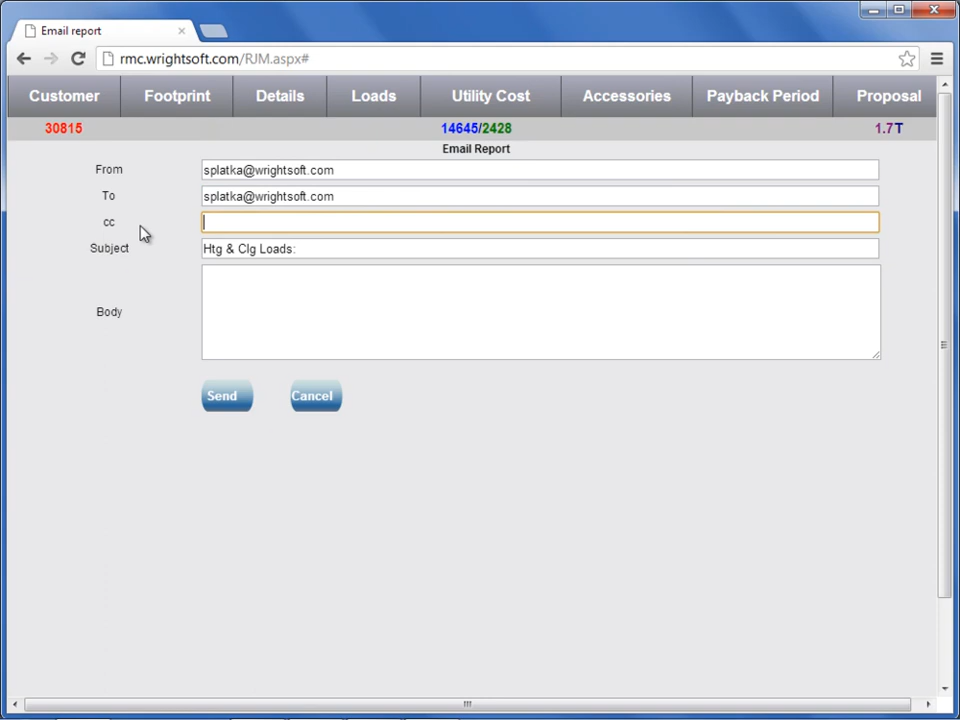 Email report
rmc.wrightsoft.com/RJM.aspx#
Customer Footprint Details Loads Utility Cost Accessories Payback Period Proposal
30815 14645/2428 1.7T
Email Report
From splatka@wrightsoft.com
To splatka@wrightsoft.com
cc
Subject Htg & Clg Loads:
Body
Send Cancel